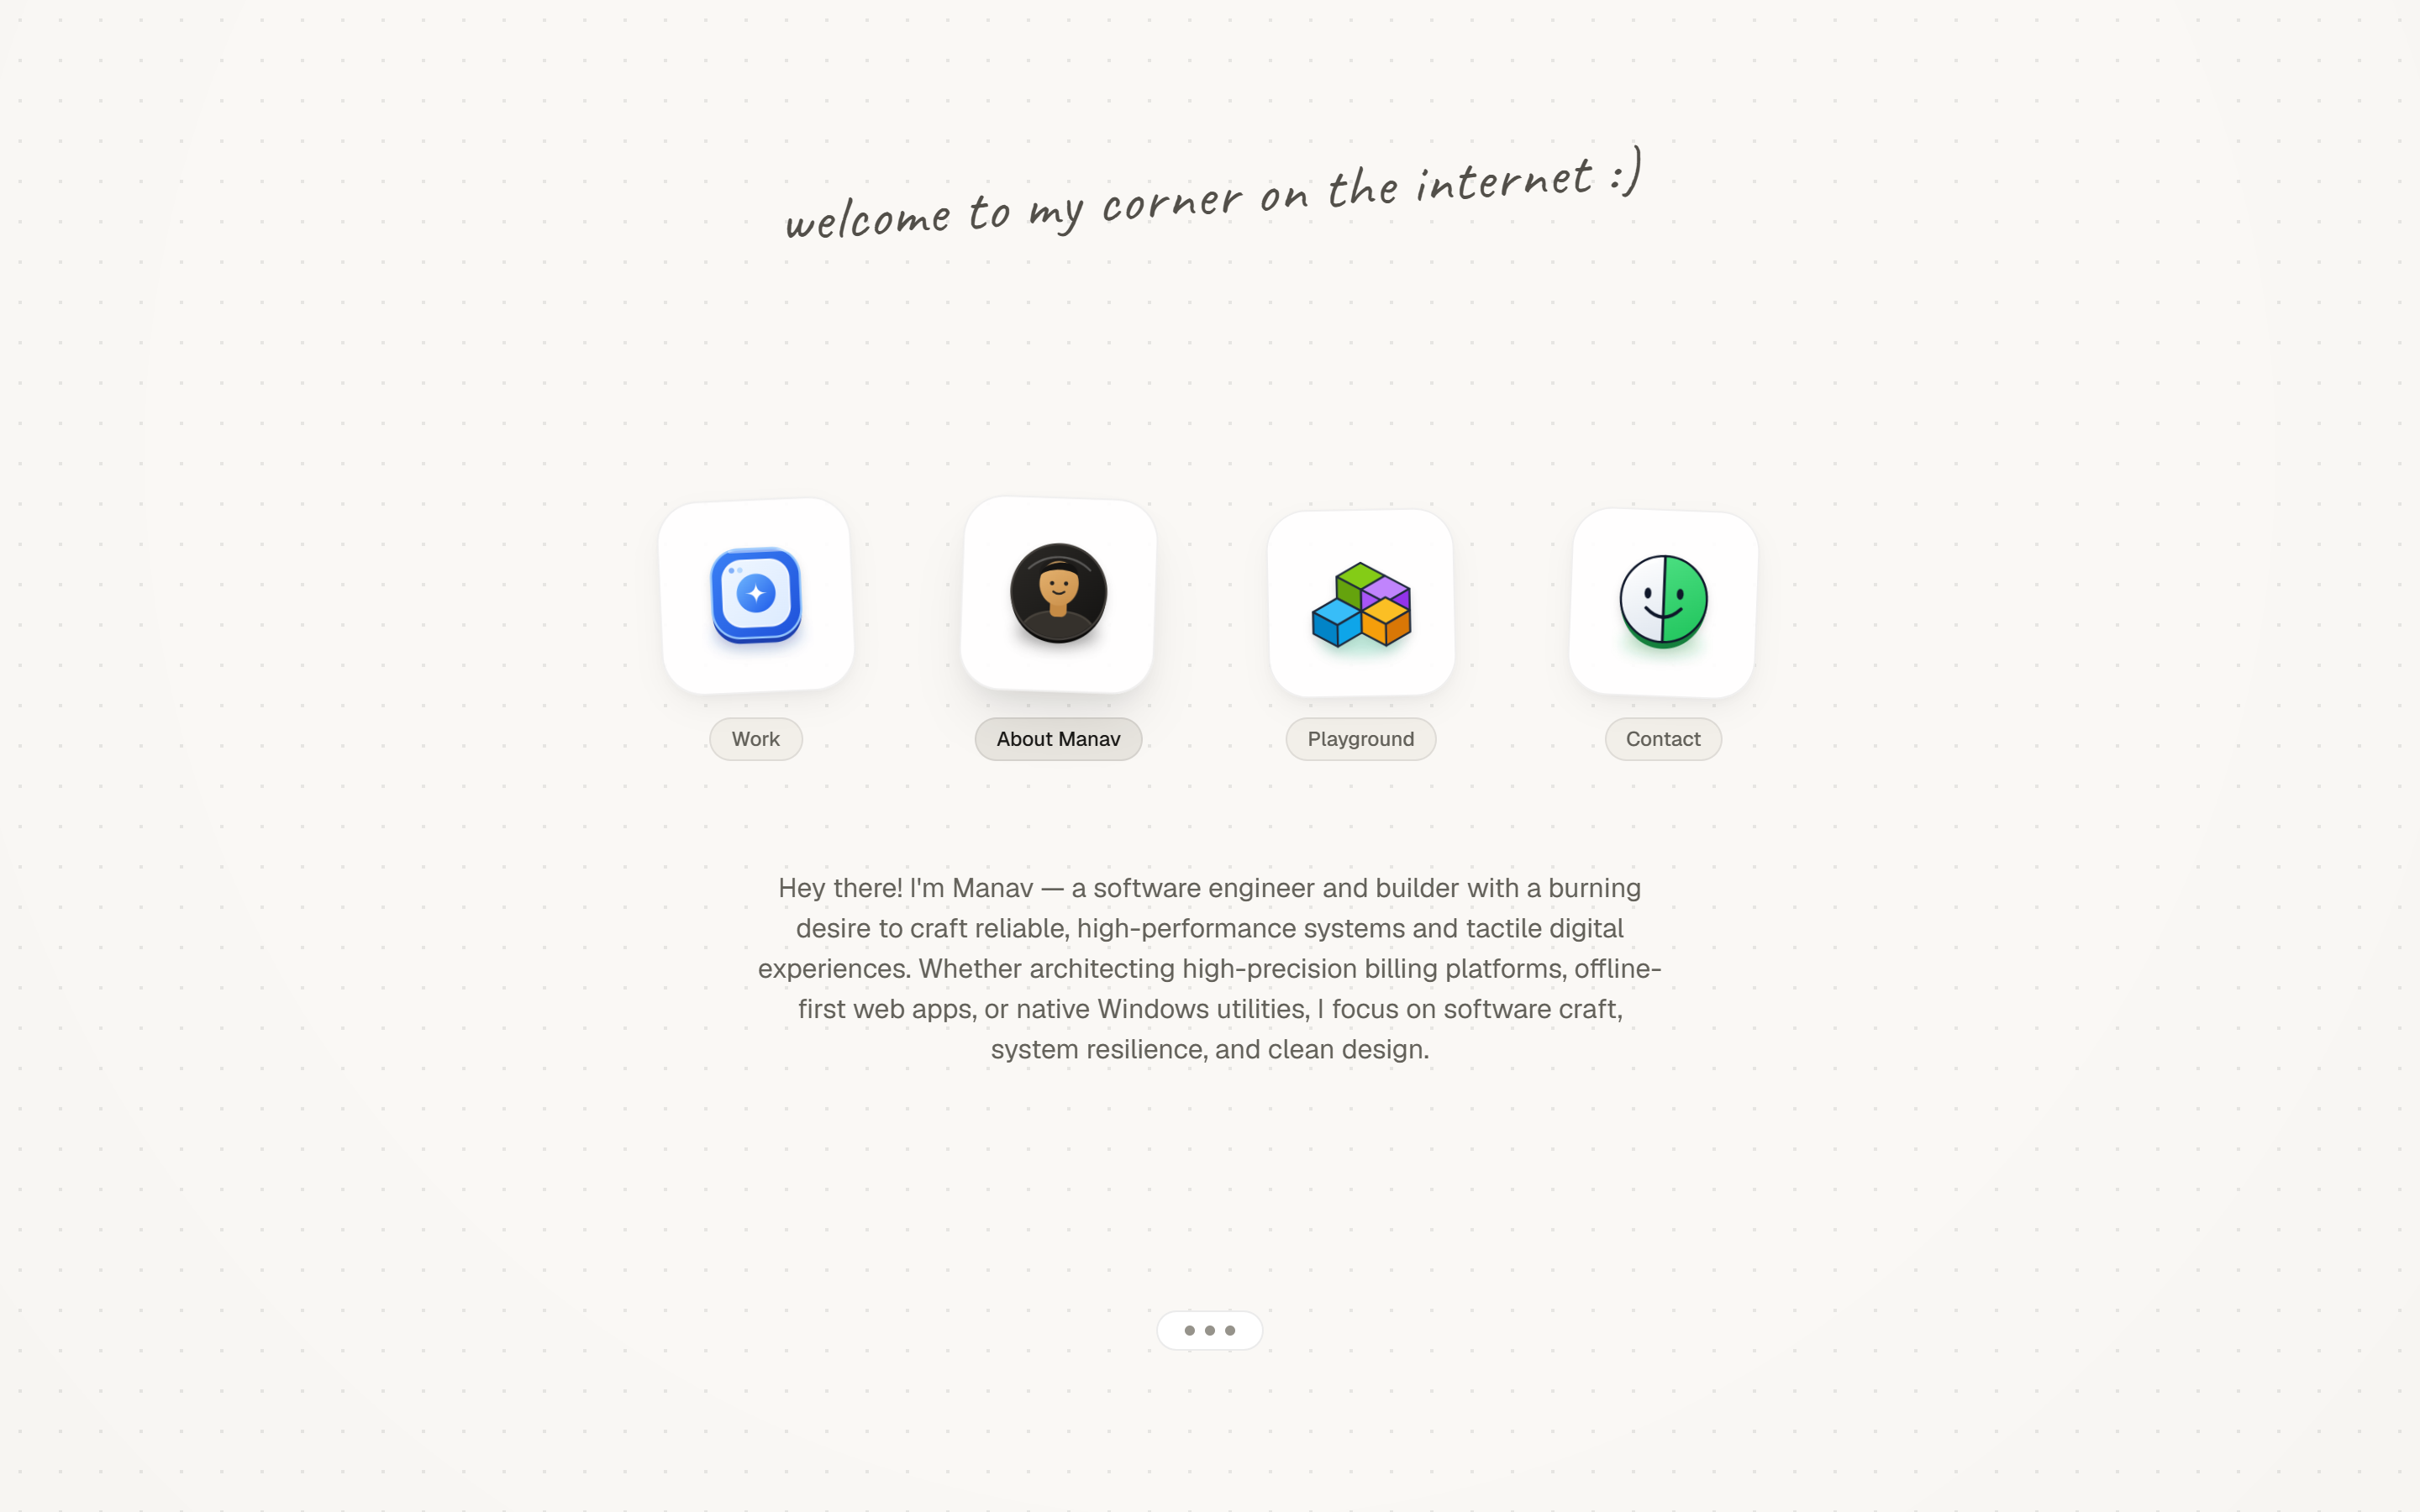 welcome to my corner on the internet :)
Work
About Manav
Playground
Contact
Hey there! I'm Manav — a software engineer and builder with a burning
desire to craft reliable, high-performance systems and tactile digital
experiences. Whether architecting high-precision billing platforms, offline-
first web apps, or native Windows utilities, I focus on software craft,
system resilience, and clean design.